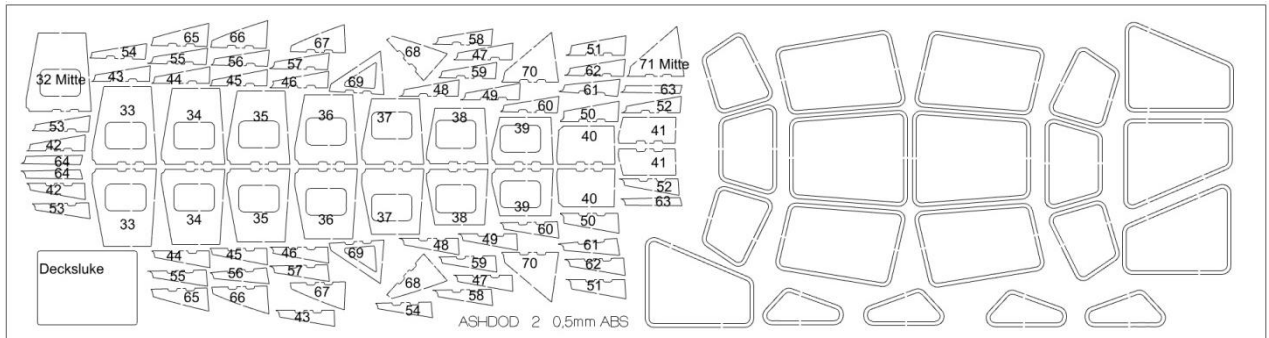 65 66 67 68 58 51
54 55 56 57 47 62 71 Mitte
32 Mitte 43 44 45 46 69 59 70 61 63
48 49 60 50 52
33 34 35 36 37 38 39 40 41
53
42
64
64 41
42 52
53 63
33 34 35 36 37 38 39 40
50
44 45 46 69 48 49 60 61
Decksluke 55 56 57 68 59 70 62
65 66 67 47 51
43 54 58
ASHDOD 2 0,5mm ABS